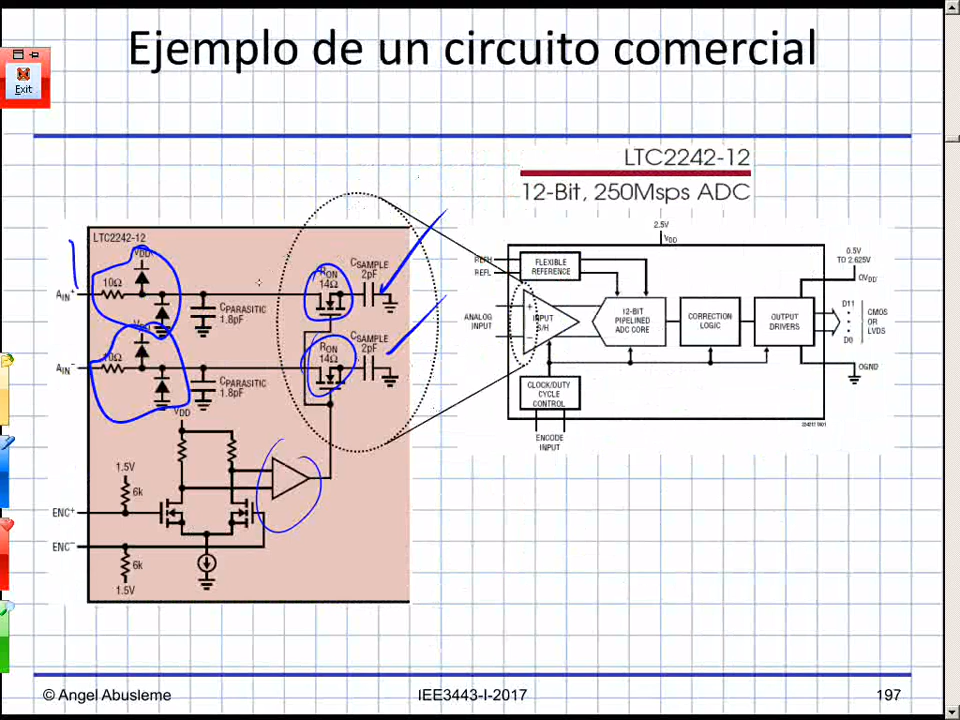 Ejemplo de un circuito comercial
Exit
LTC2242-12
12-Bit, 250Msps ADC
LTC2242-12
VDD
10Ω
AIN+
CPARASITIC
1.8pF
RON
14Ω
CSAMPLE
2pF
10Ω
AIN−
CPARASITIC
1.8pF
RON
14Ω
CSAMPLE
2pF
VDD
1.5V
6k
ENC+
ENC−
6k
1.5V
2.5V
VDD
REFH
REFL
FLEXIBLE
REFERENCE
0.5V
TO 2.625V
OVDD
ANALOG
INPUT
+
INPUT
S/H
−
12-BIT
PIPELINED
ADC CORE
CORRECTION
LOGIC
OUTPUT
DRIVERS
D11
D0
CMOS
OR
LVDS
OGND
CLOCK/DUTY
CYCLE
CONTROL
ENCODE
INPUT
© Angel Abusleme
IEE3443-I-2017
197